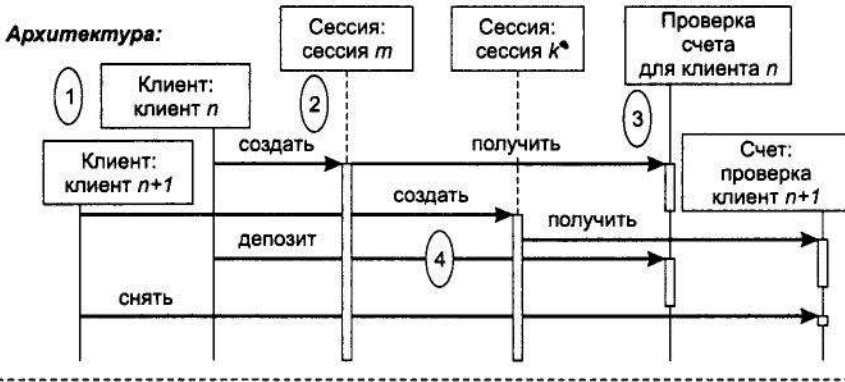 Архитектура:
Сессия:
сессия m
Сессия:
сессия k
Проверка
счета
для клиента n
1
Клиент:
клиент n
2
3
создать
получить
Клиент:
клиент n+1
Счет:
проверка
клиент n+1
создать
получить
депозит
4
снять